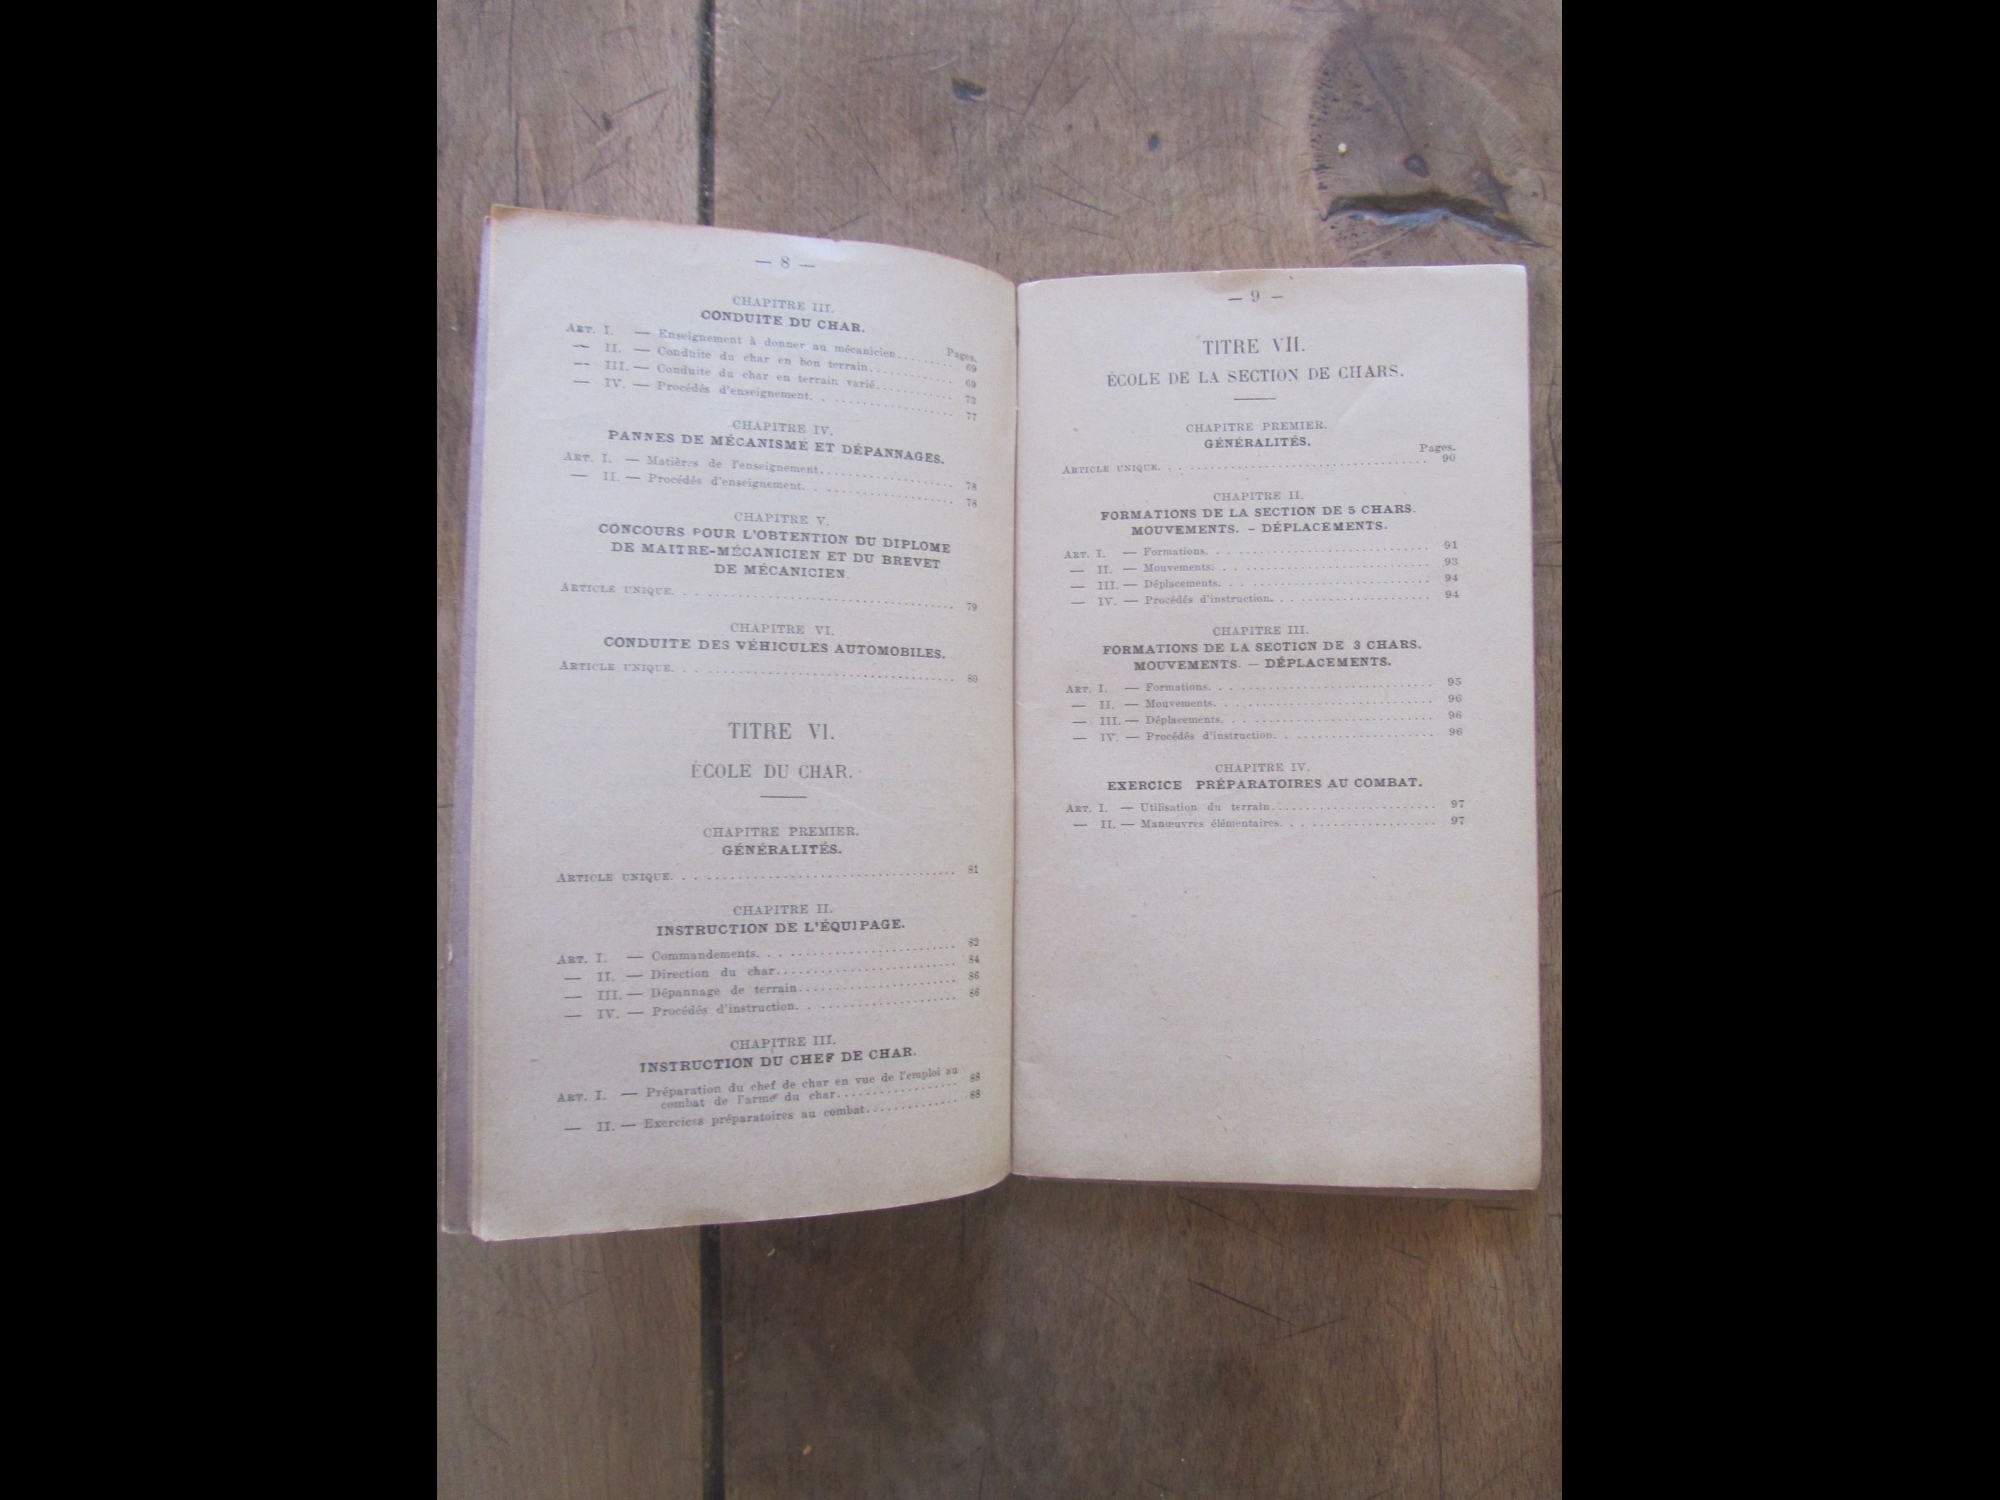 — 8 —
CHAPITRE III.
CONDUITE DU CHAR.
Pages.
ART. I. — Enseignement à donner au mécanicien........ 69
— II. — Conduite du char en bon terrain............ 69
— III. — Conduite du char en terrain varié........... 73
— IV. — Procédés d'enseignement................... 77
CHAPITRE IV.
PANNES DE MÉCANISME ET DÉPANNAGES.
ART. I. — Matières de l'enseignement................. 78
— II. — Procédés d'enseignement................... 78
CHAPITRE V.
CONCOURS POUR L'OBTENTION DU DIPLOME
DE MAITRE-MÉCANICIEN ET DU BREVET
DE MÉCANICIEN.
ARTICLE UNIQUE................................ 79
CHAPITRE VI.
CONDUITE DES VÉHICULES AUTOMOBILES.
ARTICLE UNIQUE................................ 80
TITRE VI.
ÉCOLE DU CHAR.
CHAPITRE PREMIER.
GÉNÉRALITÉS.
ARTICLE UNIQUE................................ 81
CHAPITRE II.
INSTRUCTION DE L'ÉQUIPAGE.
ART. I. — Commandements......................... 82
— II. — Direction du char........................ 84
— III. — Dépannage de terrain.................... 86
— IV. — Procédés d'instruction.................... 86
CHAPITRE III.
INSTRUCTION DU CHEF DE CHAR.
ART. I. — Préparation du chef de char en vue de l'emploi au
combat de l'arme du char................ 88
— II. — Exercices préparatoires au combat............ 88
— 9 —
TITRE VII.
ÉCOLE DE LA SECTION DE CHARS.
CHAPITRE PREMIER.
GÉNÉRALITÉS.
Pages.
ARTICLE UNIQUE................................ 90
CHAPITRE II.
FORMATIONS DE LA SECTION DE 5 CHARS.
MOUVEMENTS. – DÉPLACEMENTS.
ART. I. — Formations............................. 91
— II. — Mouvements............................ 93
— III. — Déplacements........................... 94
— IV. — Procédés d'instruction.................... 94
CHAPITRE III.
FORMATIONS DE LA SECTION DE 3 CHARS.
MOUVEMENTS. — DÉPLACEMENTS.
ART. I. — Formations............................. 95
— II. — Mouvements............................ 96
— III. — Déplacements........................... 96
— IV. — Procédés d'instruction.................... 96
CHAPITRE IV.
EXERCICE PRÉPARATOIRES AU COMBAT.
ART. I. — Utilisation du terrain..................... 97
— II. — Manœuvres élémentaires.................. 97